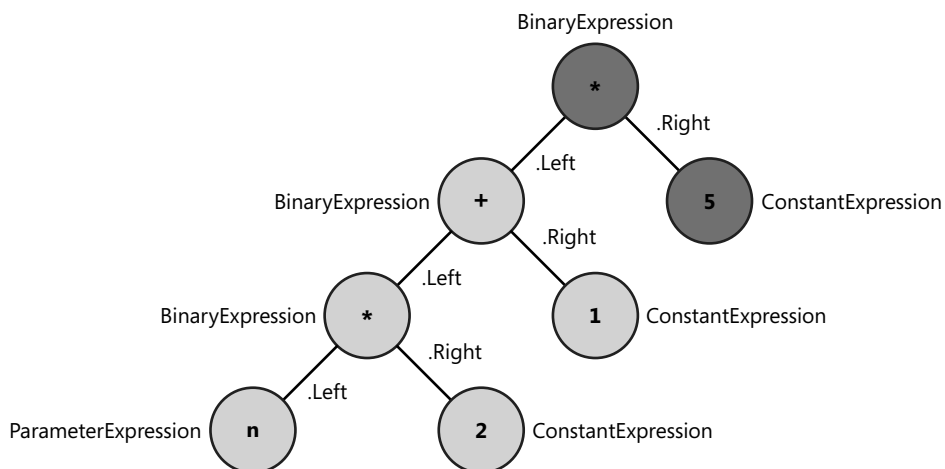 BinaryExpression
*
.Right
.Left
BinaryExpression
+
5
ConstantExpression
.Right
.Left
BinaryExpression
*
1
ConstantExpression
.Right
.Left
ParameterExpression
n
2
ConstantExpression